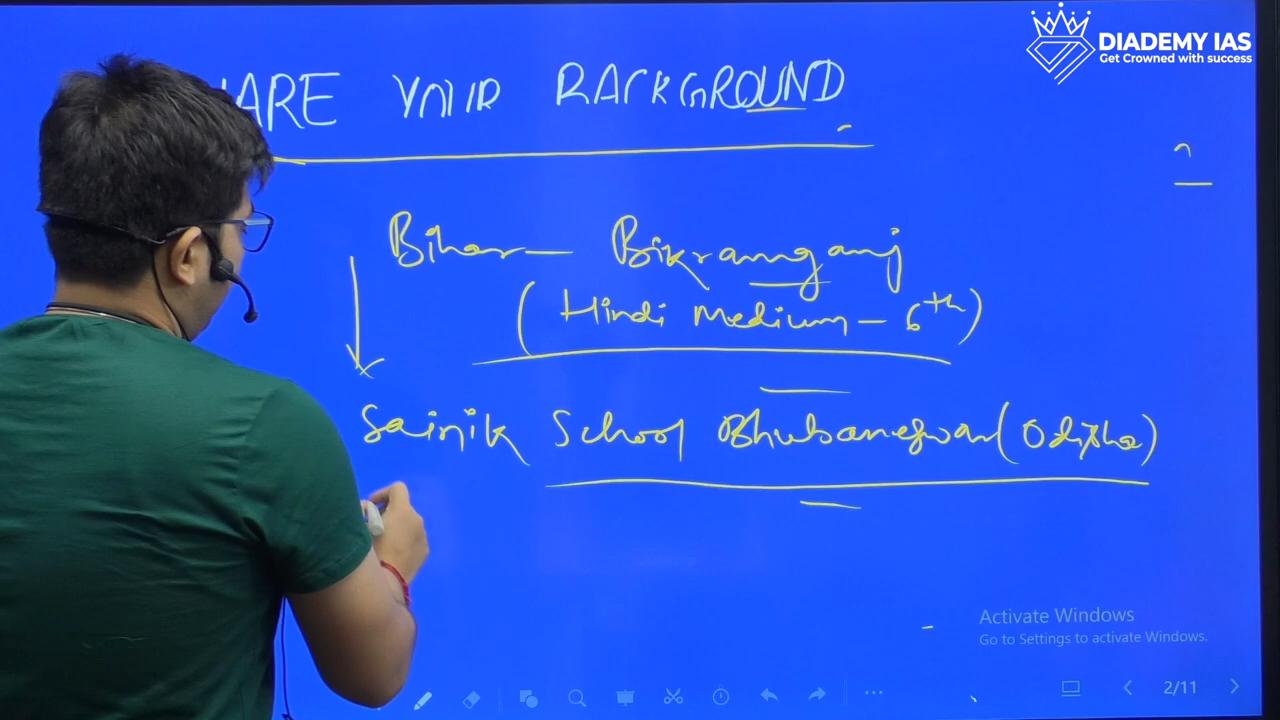 DIADEMY IAS
Get Crowned with success
HARE YOUR BACKGROUND
Bihar – Bikramganj
(Hindi Medium – 6th)
Sainik School Bhubaneswar (Odisha)
Activate Windows
Go to Settings to activate Windows.
2/11